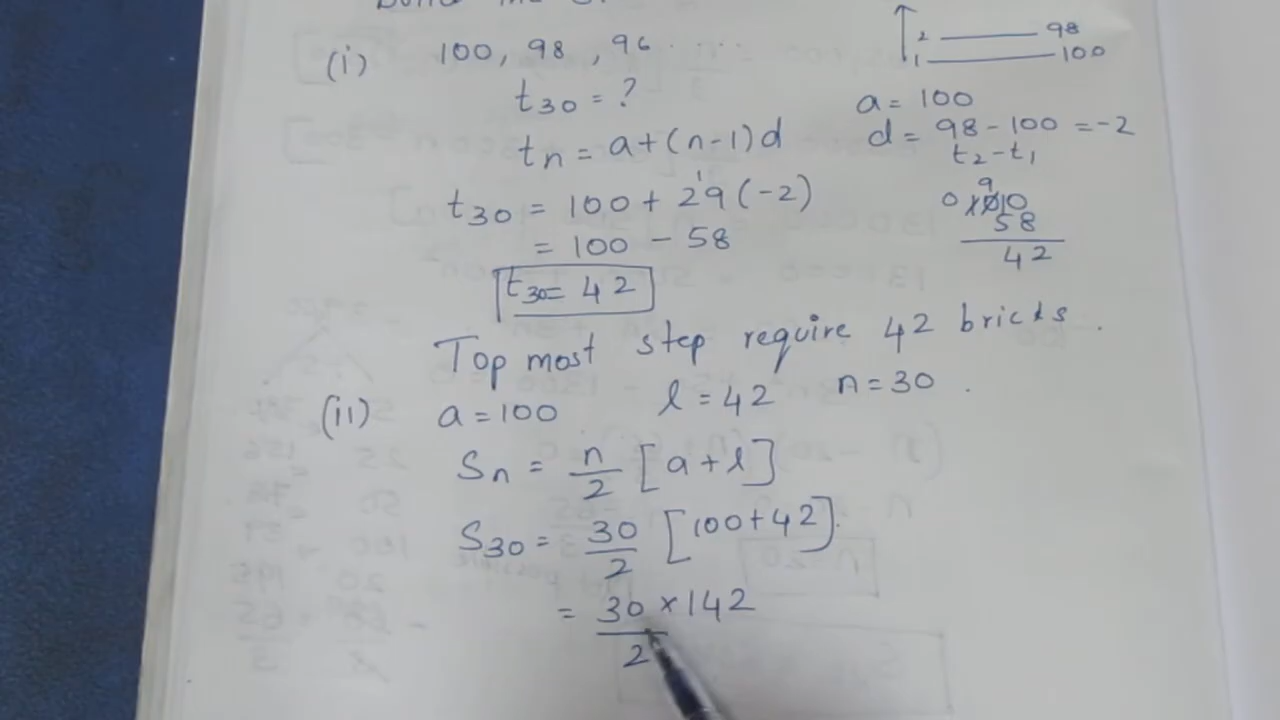 (i) 100, 98, 96 ....
2 98
1 100
t30 = ?
a = 100
tn = a+(n-1)d
d = 98-100 = -2
t2-t1
t30 = 100 + 29(-2)
= 100 - 58
58
42
t30 = 42
Top most step require 42 bricks.
(ii) a = 100 l = 42 n = 30.
Sn = n/2 [a+l]
S30 = 30/2 [100+42].
= 30×142/2